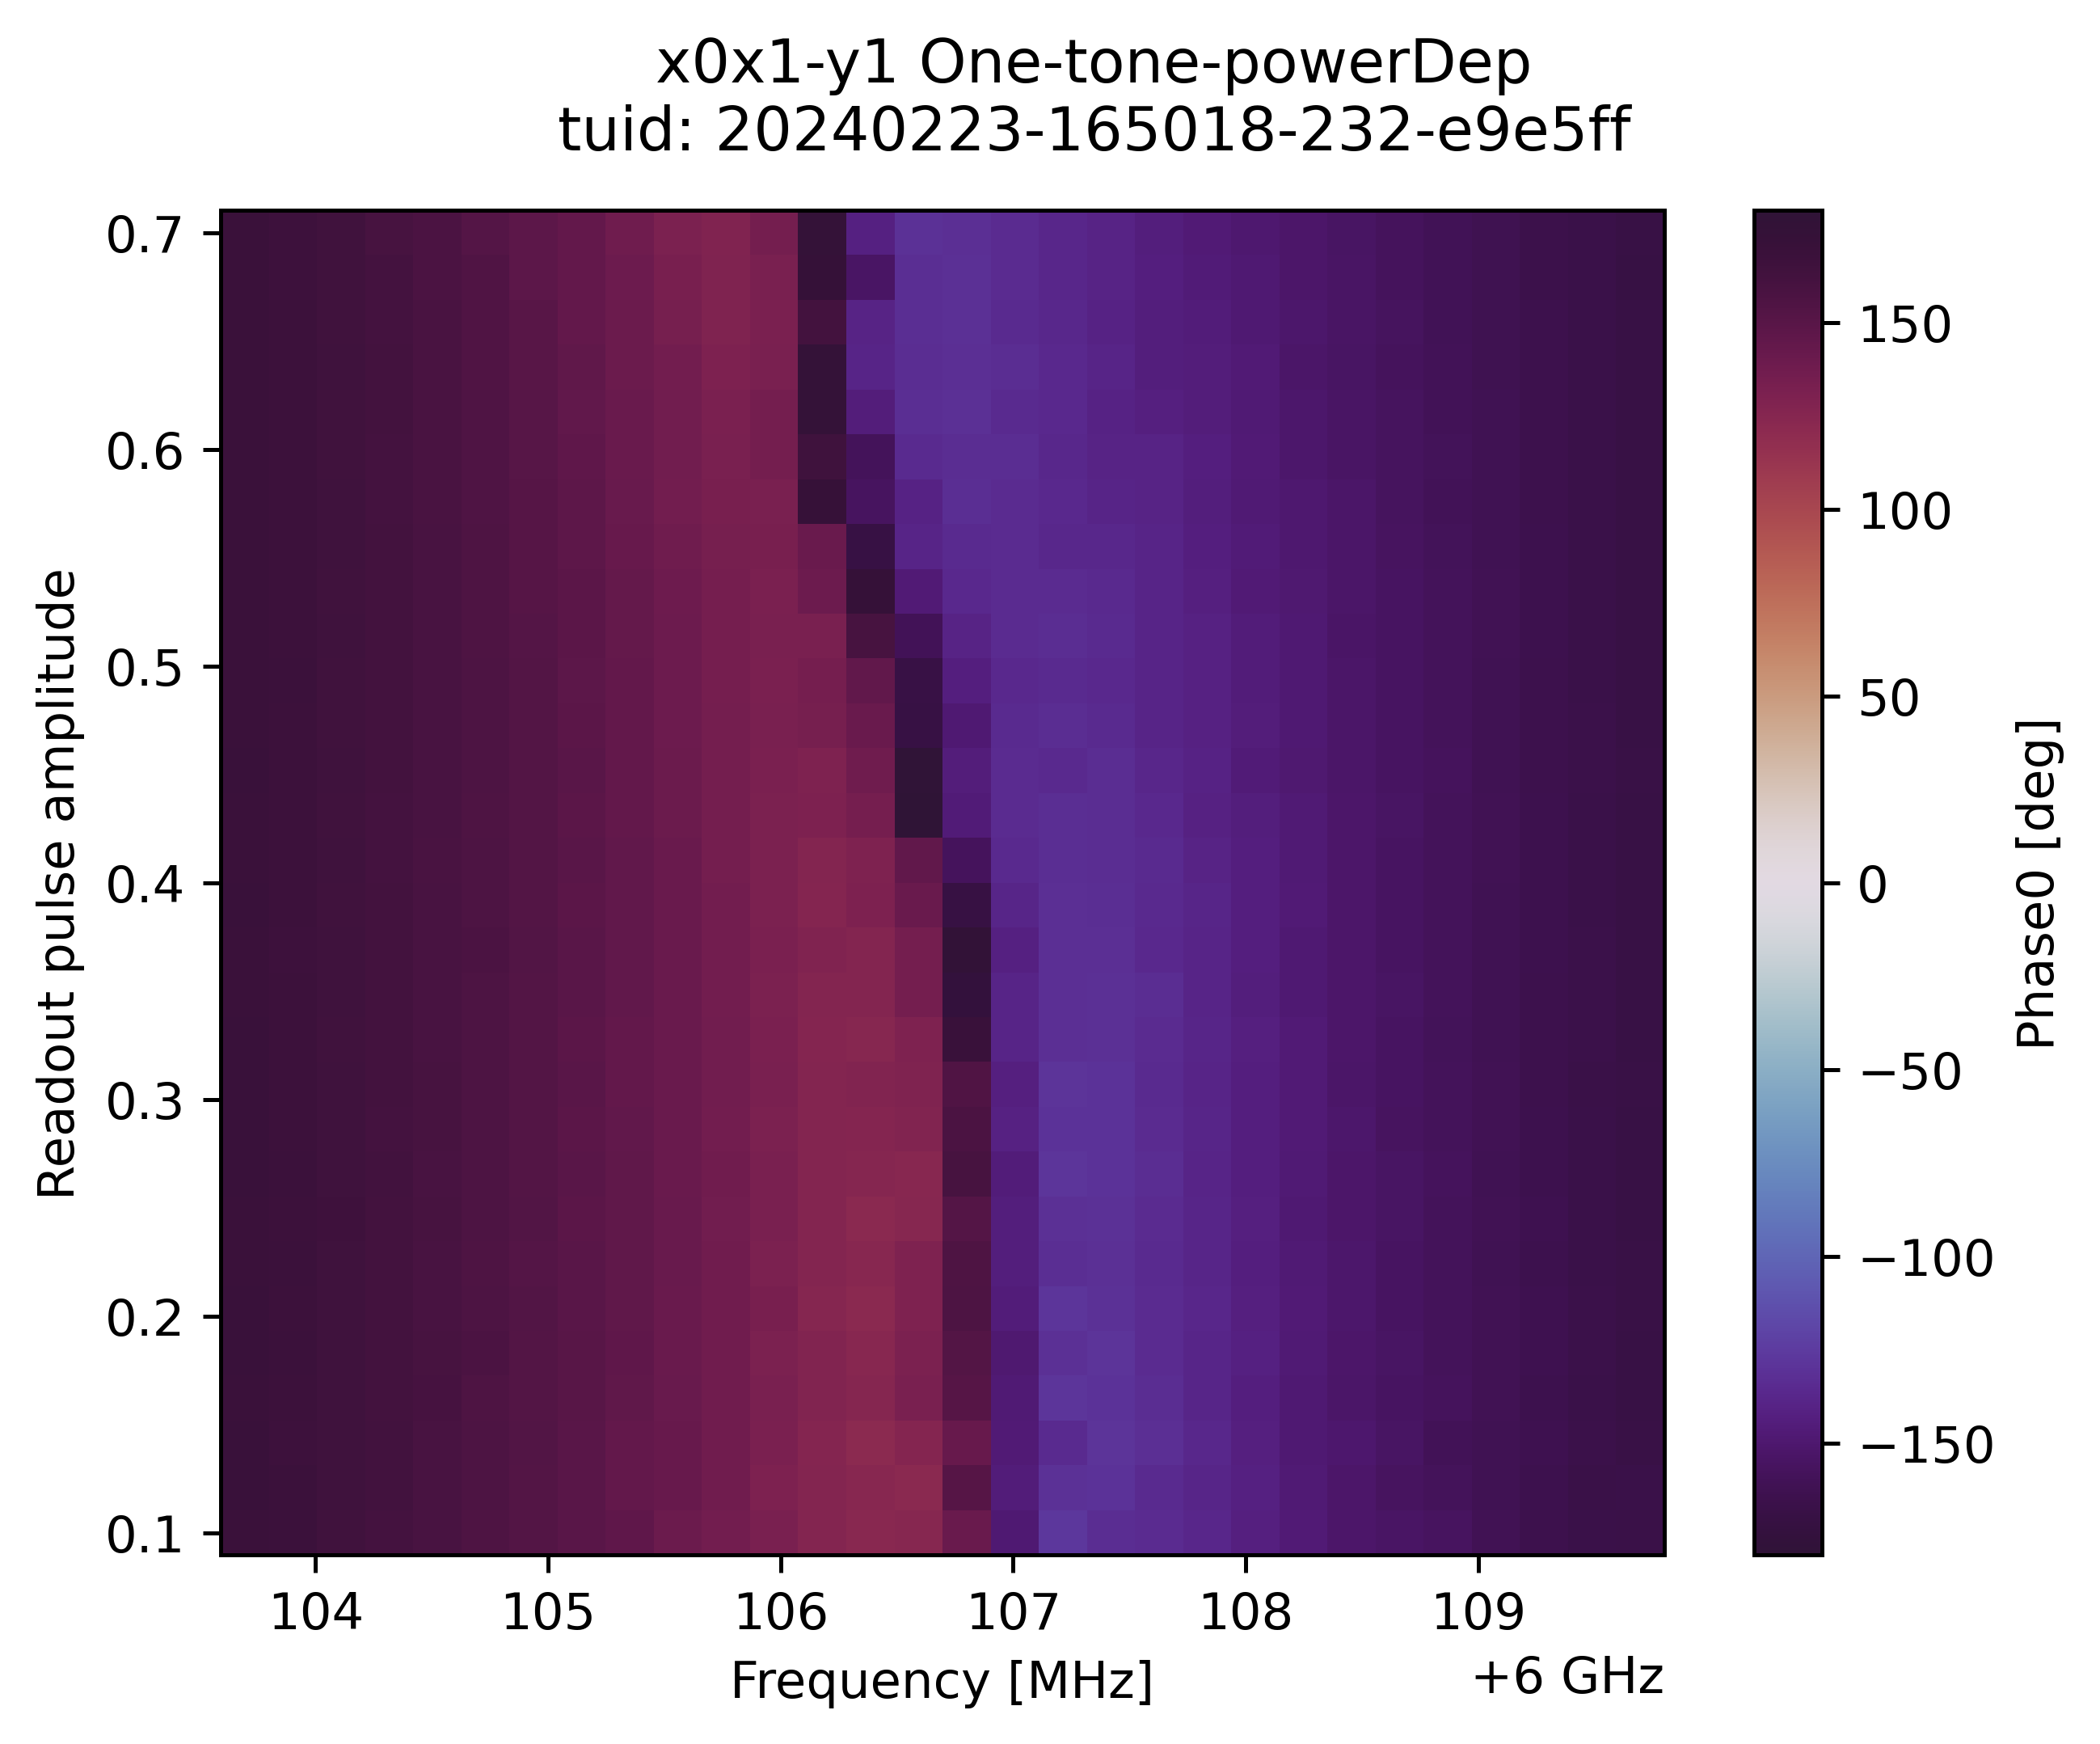 x0x1-y1 One-tone-powerDep
tuid: 20240223-165018-232-e9e5ff
Readout pulse amplitude
0.7
0.6
0.5
0.4
0.3
0.2
0.1
104 105 106 107 108 109
Frequency [MHz]
+6 GHz
150
100
50
0
−50
−100
−150
Phase0 [deg]